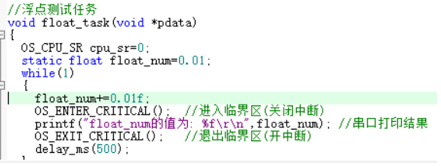 //浮点测试任务
void float_task(void *pdata)
{
OS_CPU_SR cpu_sr=0;
static float float_num=0.01;
while(1)
{
float_num+=0.01f;
OS_ENTER_CRITICAL(); //进入临界区(关闭中断)
printf("float_num的值为: %f\r\n",float_num); //串口打印结果
OS_EXIT_CRITICAL(); //退出临界区(开中断)
delay_ms(500);